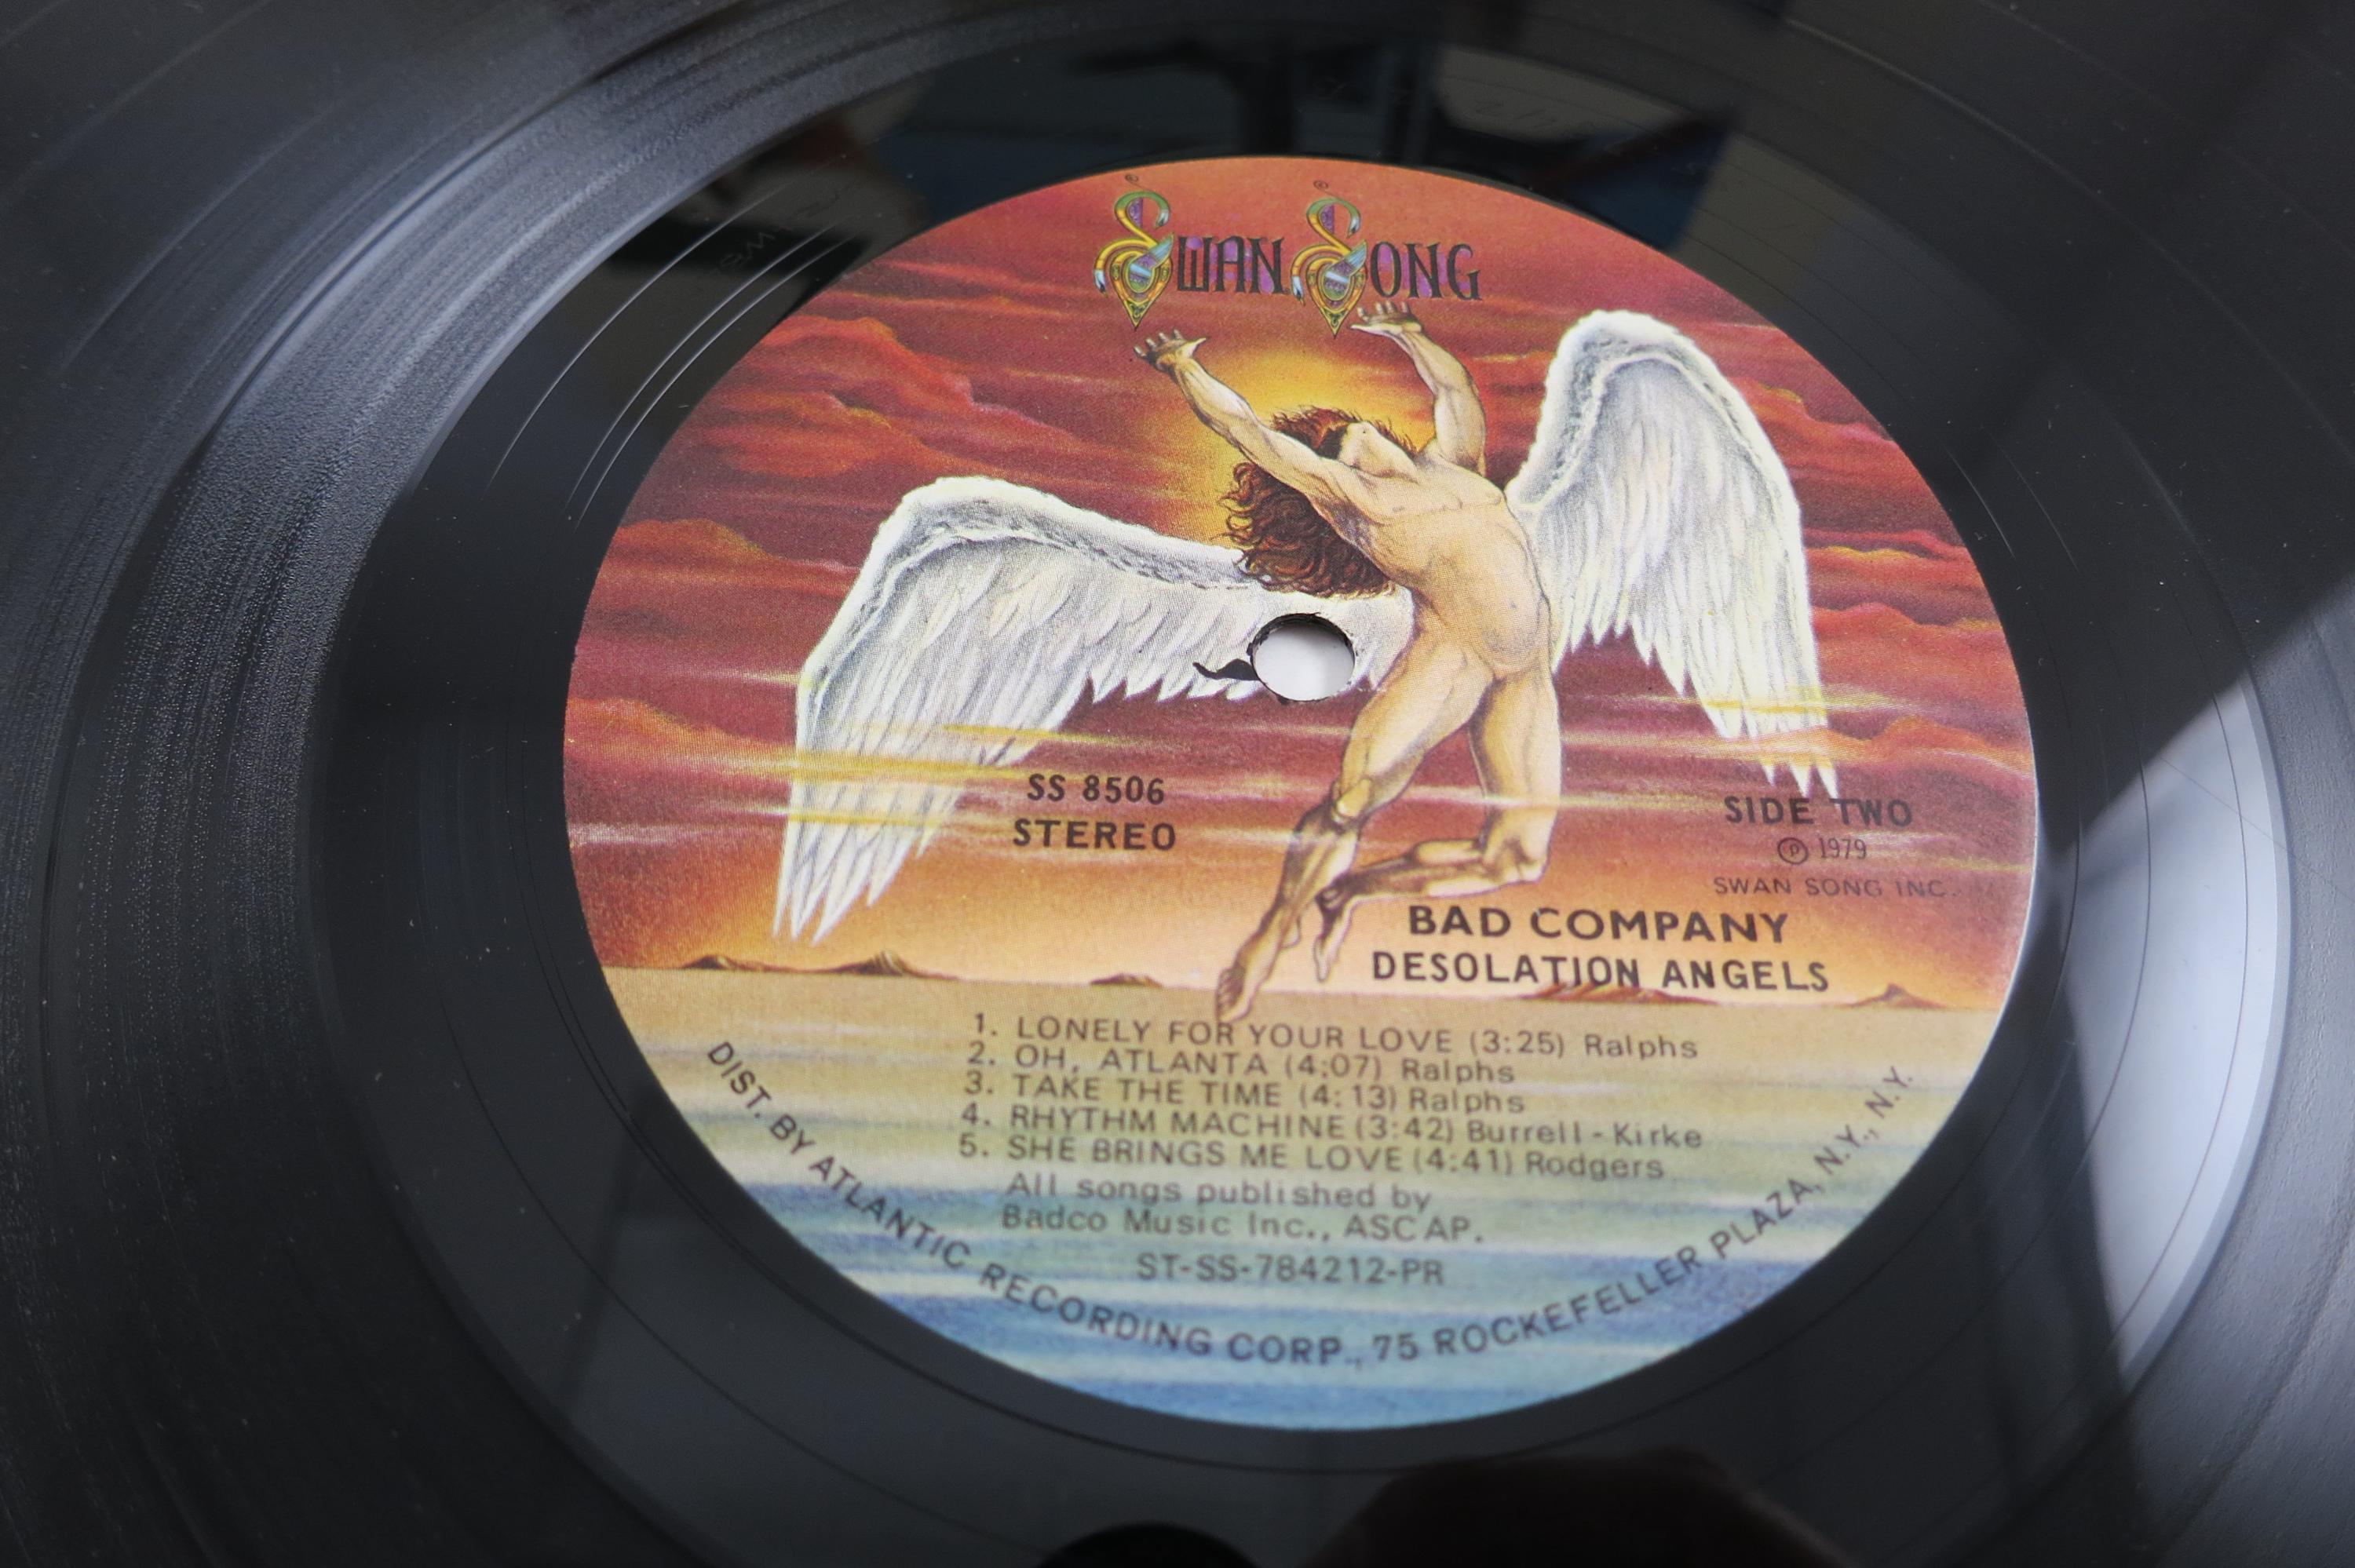 SWAN SONG
SS 8506
STEREO
SIDE TWO
℗ 1979
SWAN SONG INC.
BAD COMPANY
DESOLATION ANGELS
1. LONELY FOR YOUR LOVE (3:25) Ralphs
2. OH, ATLANTA (4:07) Ralphs
3. TAKE THE TIME (4:13) Ralphs
4. RHYTHM MACHINE (3:42) Burrell-Kirke
5. SHE BRINGS ME LOVE (4:41) Rodgers
All songs published by
Badco Music Inc., ASCAP.
ST-SS-784212-PR
DIST. BY ATLANTIC RECORDING CORP., 75 ROCKEFELLER PLAZA, N.Y., N.Y.